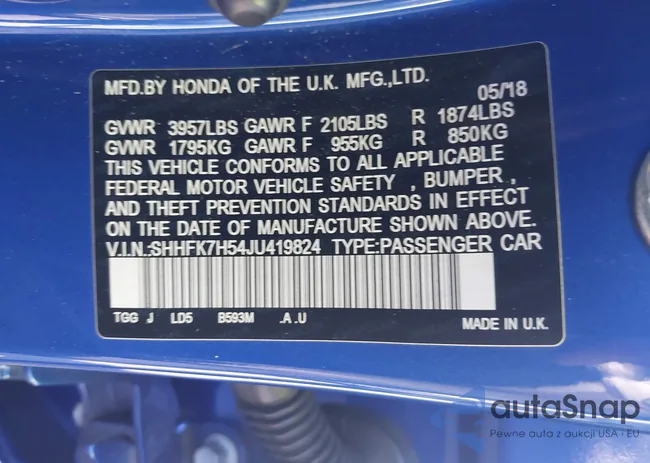 MFD.BY HONDA OF THE U.K. MFG.,LTD.
05/18
GVWR 3957LBS GAWR F 2105LBS R 1874LBS
GVWR 1795KG GAWR F 955KG R 850KG
THIS VEHICLE CONFORMS TO ALL APPLICABLE
FEDERAL MOTOR VEHICLE SAFETY , BUMPER ,
AND THEFT PREVENTION STANDARDS IN EFFECT
ON THE DATE OF MANUFACTURE SHOWN ABOVE.
V.I.N.:SHHFK7H54JU419824 TYPE:PASSENGER CAR
TGG J LD5 B593M .A .U
MADE IN U.K.
autaSnap
Pewne auta z aukcji USA i EU